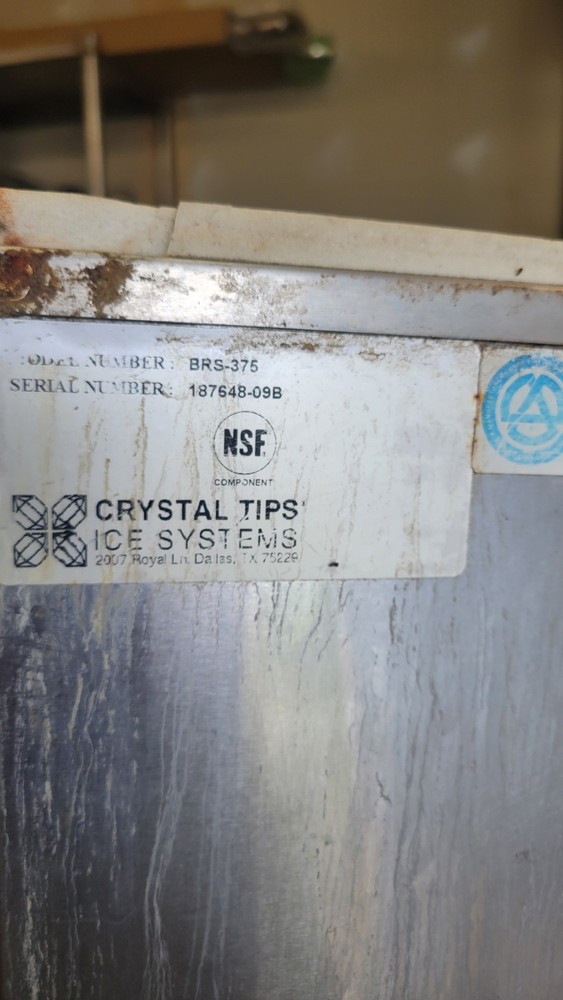 MODEL NUMBER: BRS-375
SERIAL NUMBER: 187648-09B
NSF
COMPONENT
CRYSTAL TIPS
ICE SYSTEMS
2007 Royal Ln. Dallas, TX 75229